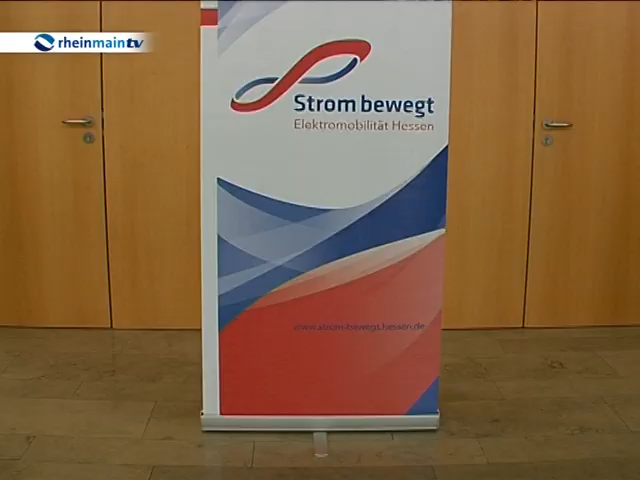 rheinmaintv
Strom bewegt
Elektromobilität Hessen
www.strom-bewegt.hessen.de